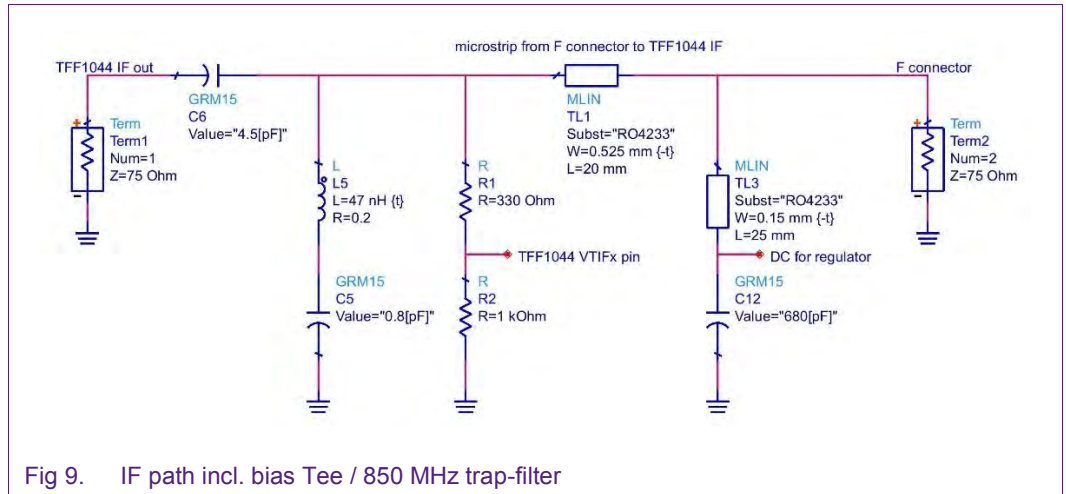 microstrip from F connector to TFF1044 IF
TFF1044 IF out
F connector
GRM15
C6
Value="4.5[pF]"
+
Term
Term1
Num=1
Z=75 Ohm
-
L
L5
L=47 nH {t}
R=0.2
GRM15
C5
Value="0.8[pF]"
R
R1
R=330 Ohm
TFF1044 VTIFx pin
R
R2
R=1 kOhm
MLIN
TL1
Subst="RO4233"
W=0.525 mm {-t}
L=20 mm
MLIN
TL3
Subst="RO4233"
W=0.15 mm {-t}
L=25 mm
DC for regulator
GRM15
C12
Value="680[pF]"
+
Term
Term2
Num=2
Z=75 Ohm
-
Fig 9. IF path incl. bias Tee / 850 MHz trap-filter